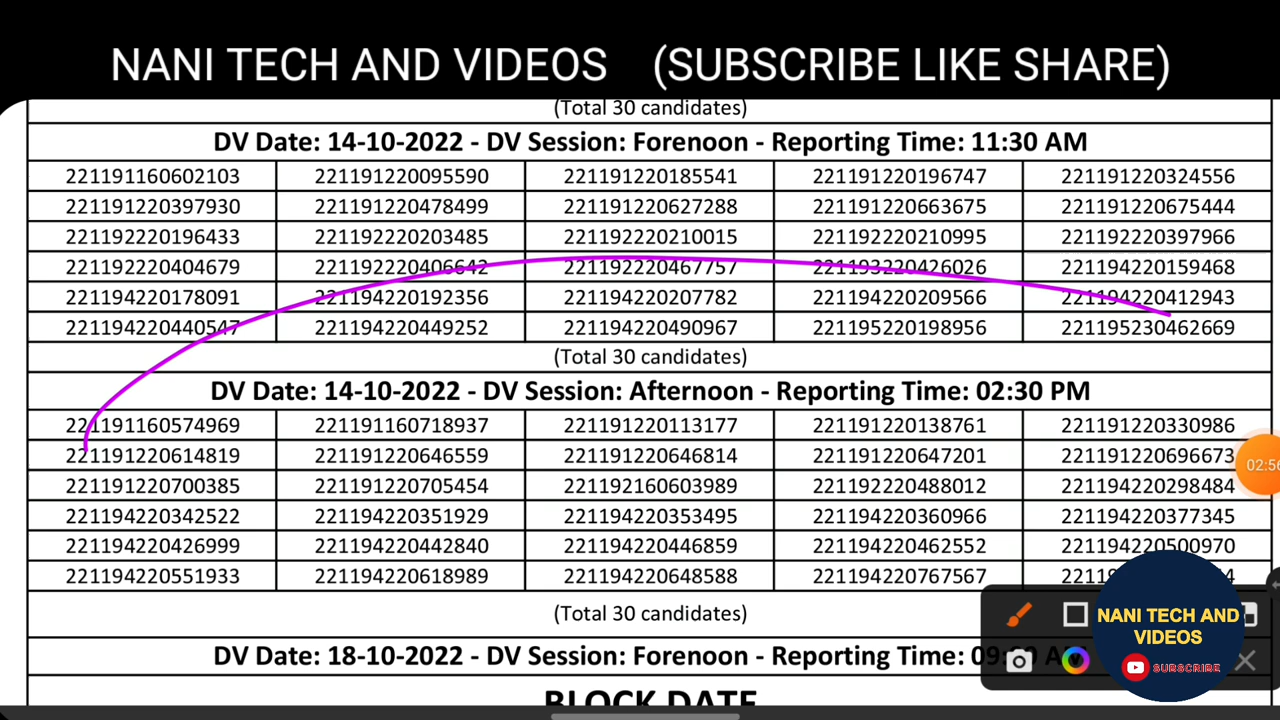 NANI TECH AND VIDEOS (SUBSCRIBE LIKE SHARE)
(Total 30 candidates)
DV Date: 14-10-2022 - DV Session: Forenoon - Reporting Time: 11:30 AM
221191160602103 221191220095590 221191220185541 221191220196747 221191220324556
221191220397930 221191220478499 221191220627288 221191220663675 221191220675444
221192220196433 221192220203485 221192220210015 221192220210995 221192220397966
221192220404679 221192220406642 221192220467757 221193220426026 221194220159468
221194220178091 221194220192356 221194220207782 221194220209566 221194220412943
221194220440547 221194220449252 221194220490967 221195220198956 221195230462669
(Total 30 candidates)
DV Date: 14-10-2022 - DV Session: Afternoon - Reporting Time: 02:30 PM
221191160574969 221191160718937 221191220113177 221191220138761 221191220330986
221191220614819 221191220646559 221191220646814 221191220647201 221191220696673
221191220700385 221191220705454 221192160603989 221192220488012 221194220298484
221194220342522 221194220351929 221194220353495 221194220360966 221194220377345
221194220426999 221194220442840 221194220446859 221194220462552 221194220500970
221194220551933 221194220618989 221194220648588 221194220767567
(Total 30 candidates)
DV Date: 18-10-2022 - DV Session: Forenoon - Reporting Time:
BLOCK DATE
02:56
NANI TECH AND
VIDEOS
SUBSCRIBE